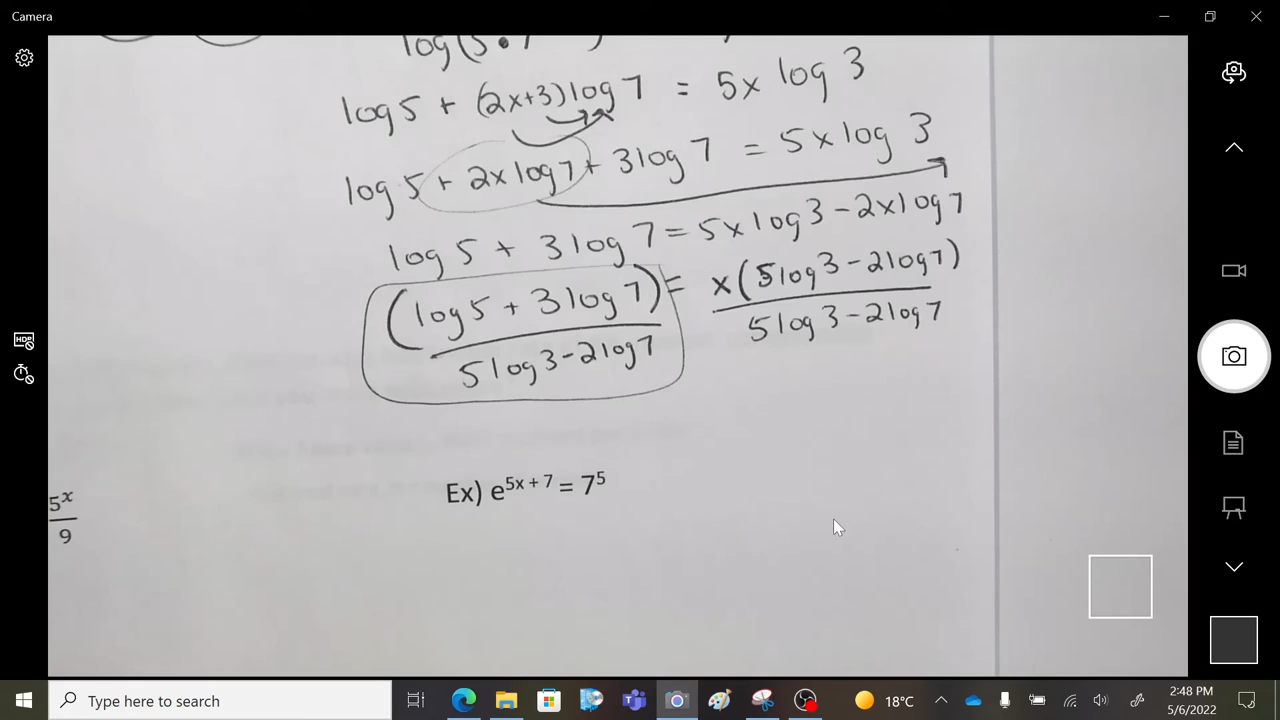 Camera
log(5 • 7
log 5 + (2x+3)log 7 = 5x log 3
log 5 + 2x log 7 + 3 log 7 = 5x log 3
log 5 + 3 log 7 = 5x log 3 - 2x log 7
(log 5 + 3 log 7) = x(5 log 3 - 2 log 7)
5 log 3 - 2 log 7 5 log 3 - 2 log 7
Ex) e^{5x + 7} = 7^5
5^x
9
Type here to search
18°C
2:48 PM
5/6/2022